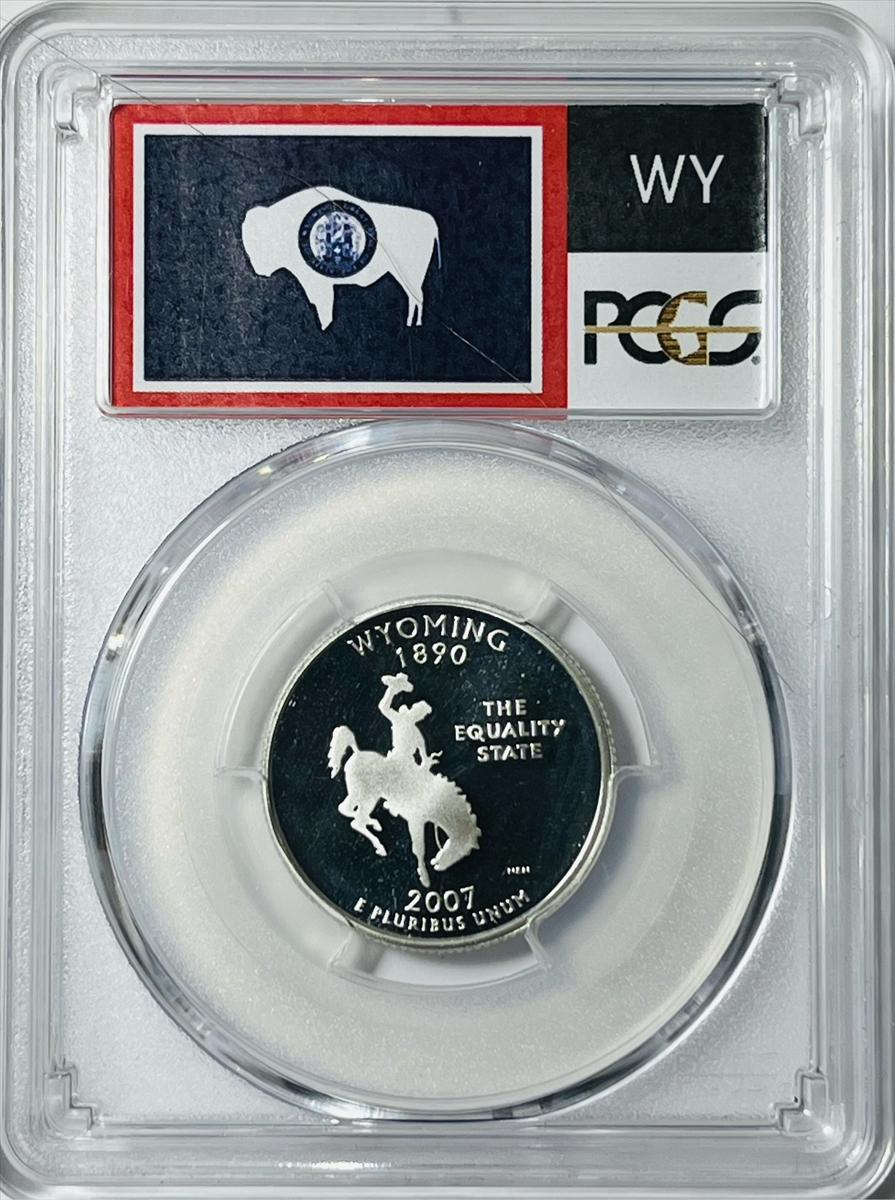 WY
PCGS
WYOMING
1890
THE
EQUALITY
STATE
2007
E PLURIBUS UNUM